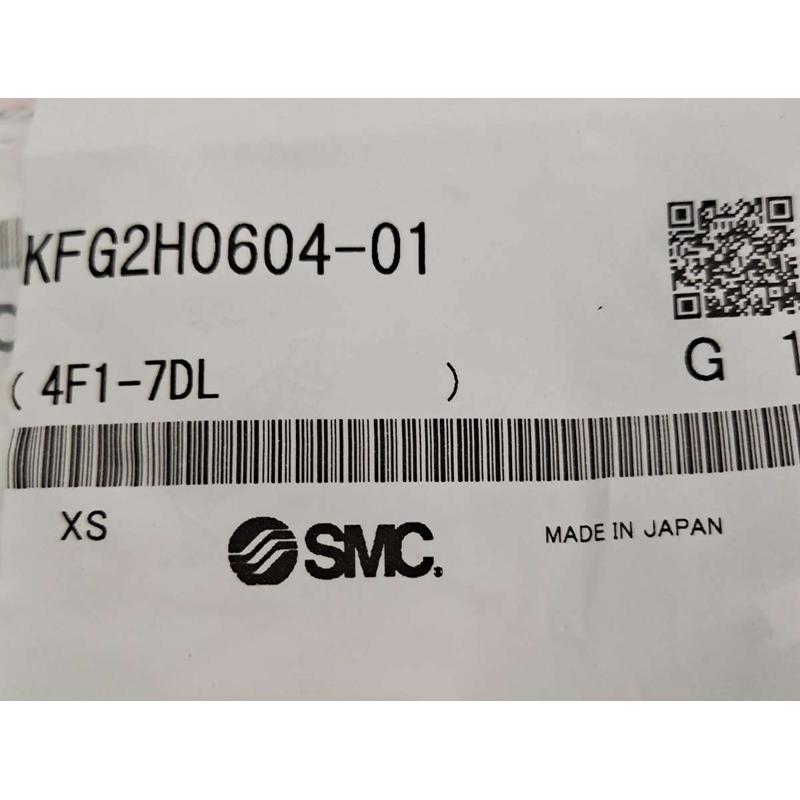 KFG2H0604-01
G 1
( 4F1-7DL )
XS
SMC.
MADE IN JAPAN